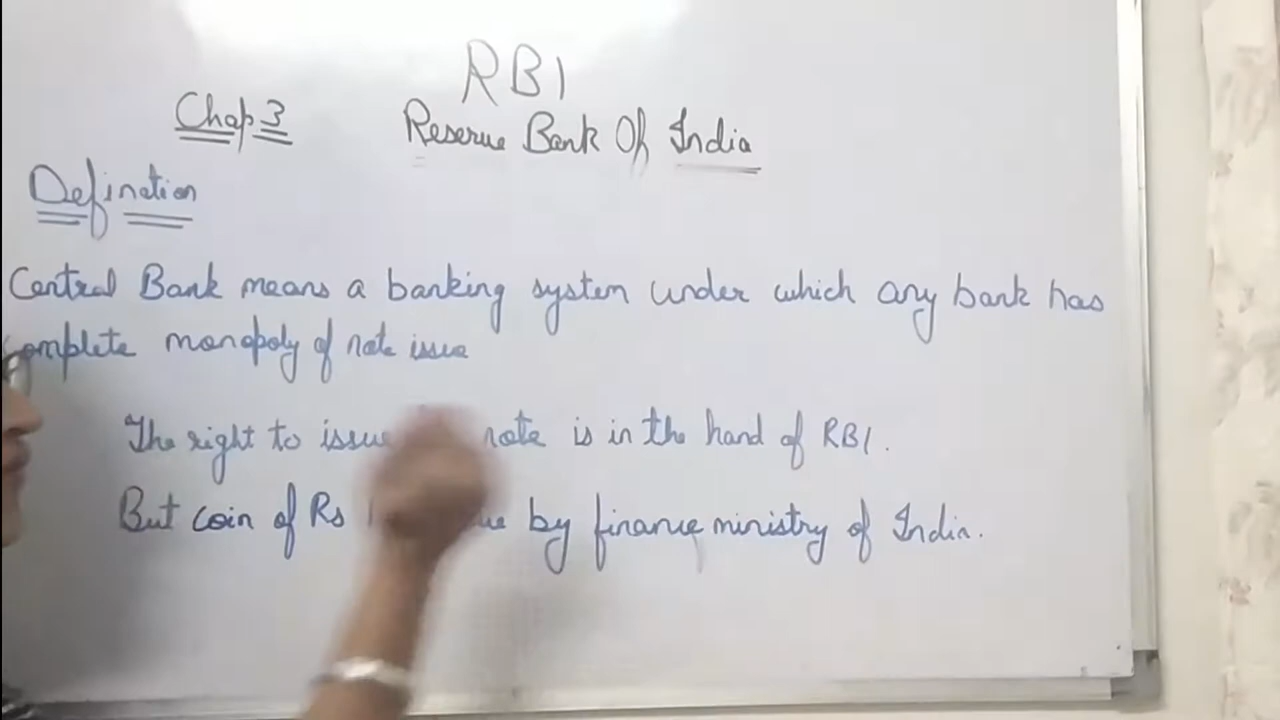 RBI
Chap 3 Reserve Bank Of India
Defination
Central Bank means a banking system under which any bank has
complete monopoly of note issue
The right to issue note is in the hand of RBI.
But coin of Rs by finance ministry of India.